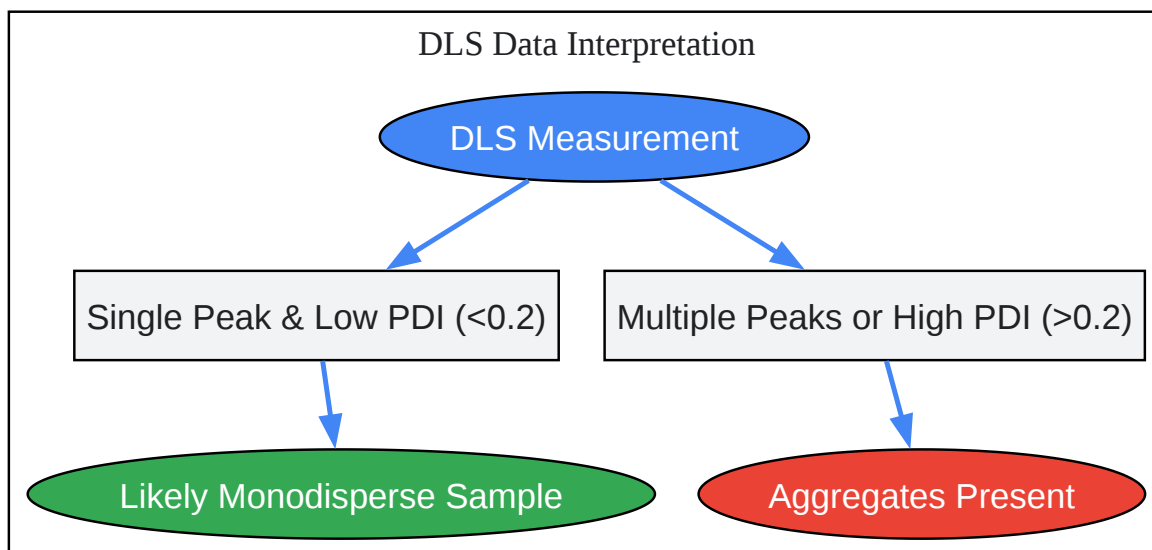 DLS Data Interpretation
DLS Measurement
Single Peak & Low PDI (<0.2)
Multiple Peaks or High PDI (>0.2)
Likely Monodisperse Sample
Aggregates Present